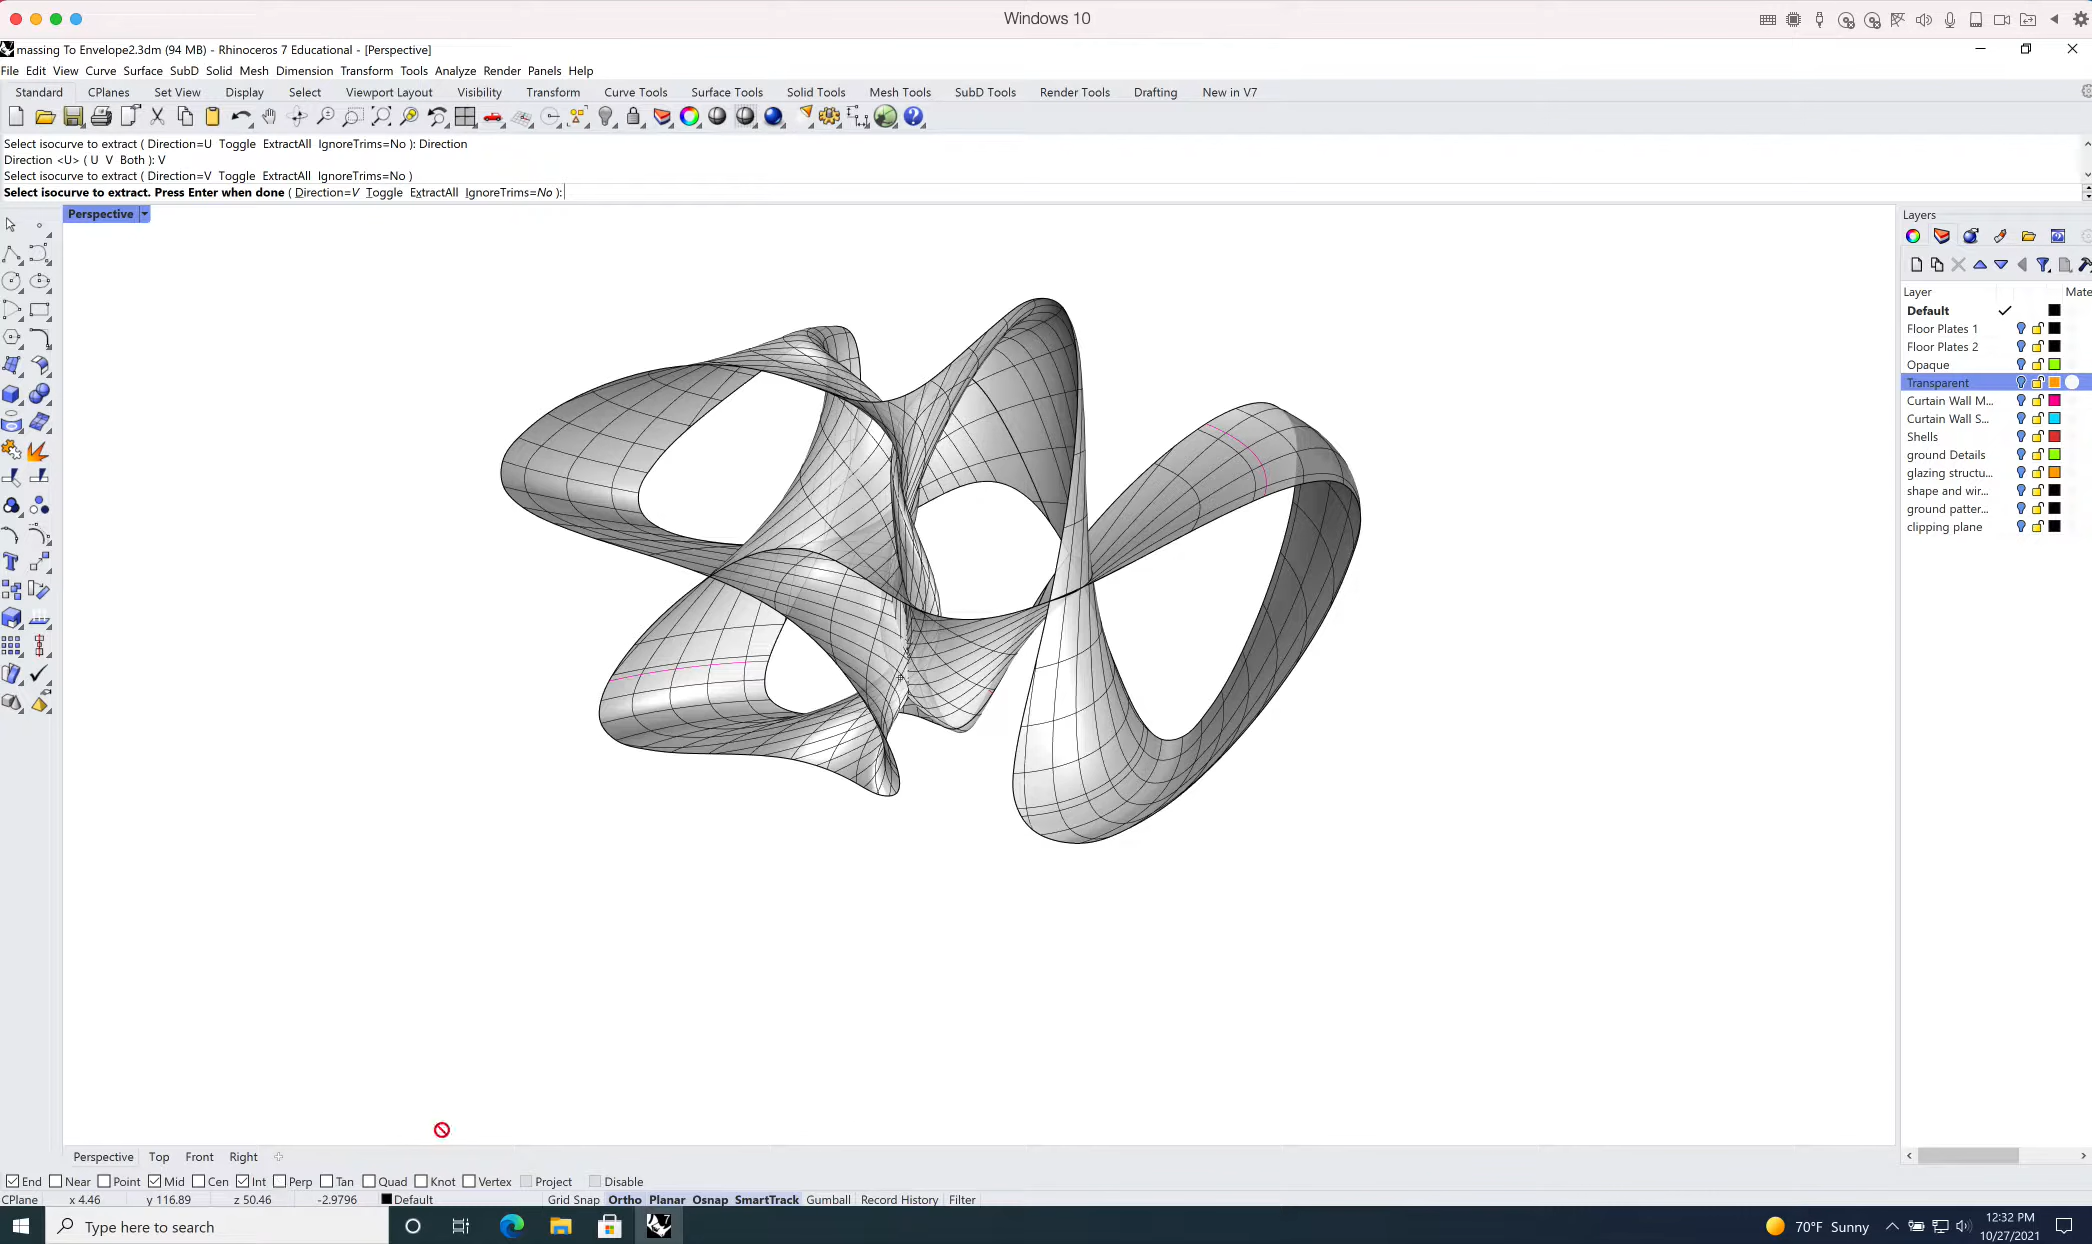 Windows 10
massing To Envelope2.3dm (94 MB) - Rhinoceros 7 Educational - [Perspective]
File Edit View Curve Surface SubD Solid Mesh Dimension Transform Tools Analyze Render Panels Help
Standard CPlanes Set View Display Select Viewport Layout Visibility Transform Curve Tools Surface Tools Solid Tools Mesh Tools SubD Tools Render Tools Drafting New in V7
Select isocurve to extract ( Direction=U Toggle ExtractAll IgnoreTrims=No ): Direction
Direction <U> ( U V Both ): V
Select isocurve to extract ( Direction=V Toggle ExtractAll IgnoreTrims=No )
Select isocurve to extract. Press Enter when done ( Direction=V Toggle ExtractAll IgnoreTrims=No ):
Perspective
Layers
Layer Mate
Default
Floor Plates 1
Floor Plates 2
Opaque
Transparent
Curtain Wall M...
Curtain Wall S...
Shells
ground Details
glazing structu...
shape and wir...
ground patter...
clipping plane
Perspective Top Front Right
End Near Point Mid Cen Int Perp Tan Quad Knot Vertex Project Disable
CPlane x 4.46 y 116.89 z 50.46 -2.9796 Default Grid Snap Ortho Planar Osnap SmartTrack Gumball Record History Filter
Type here to search
70°F Sunny
12:32 PM
10/27/2021